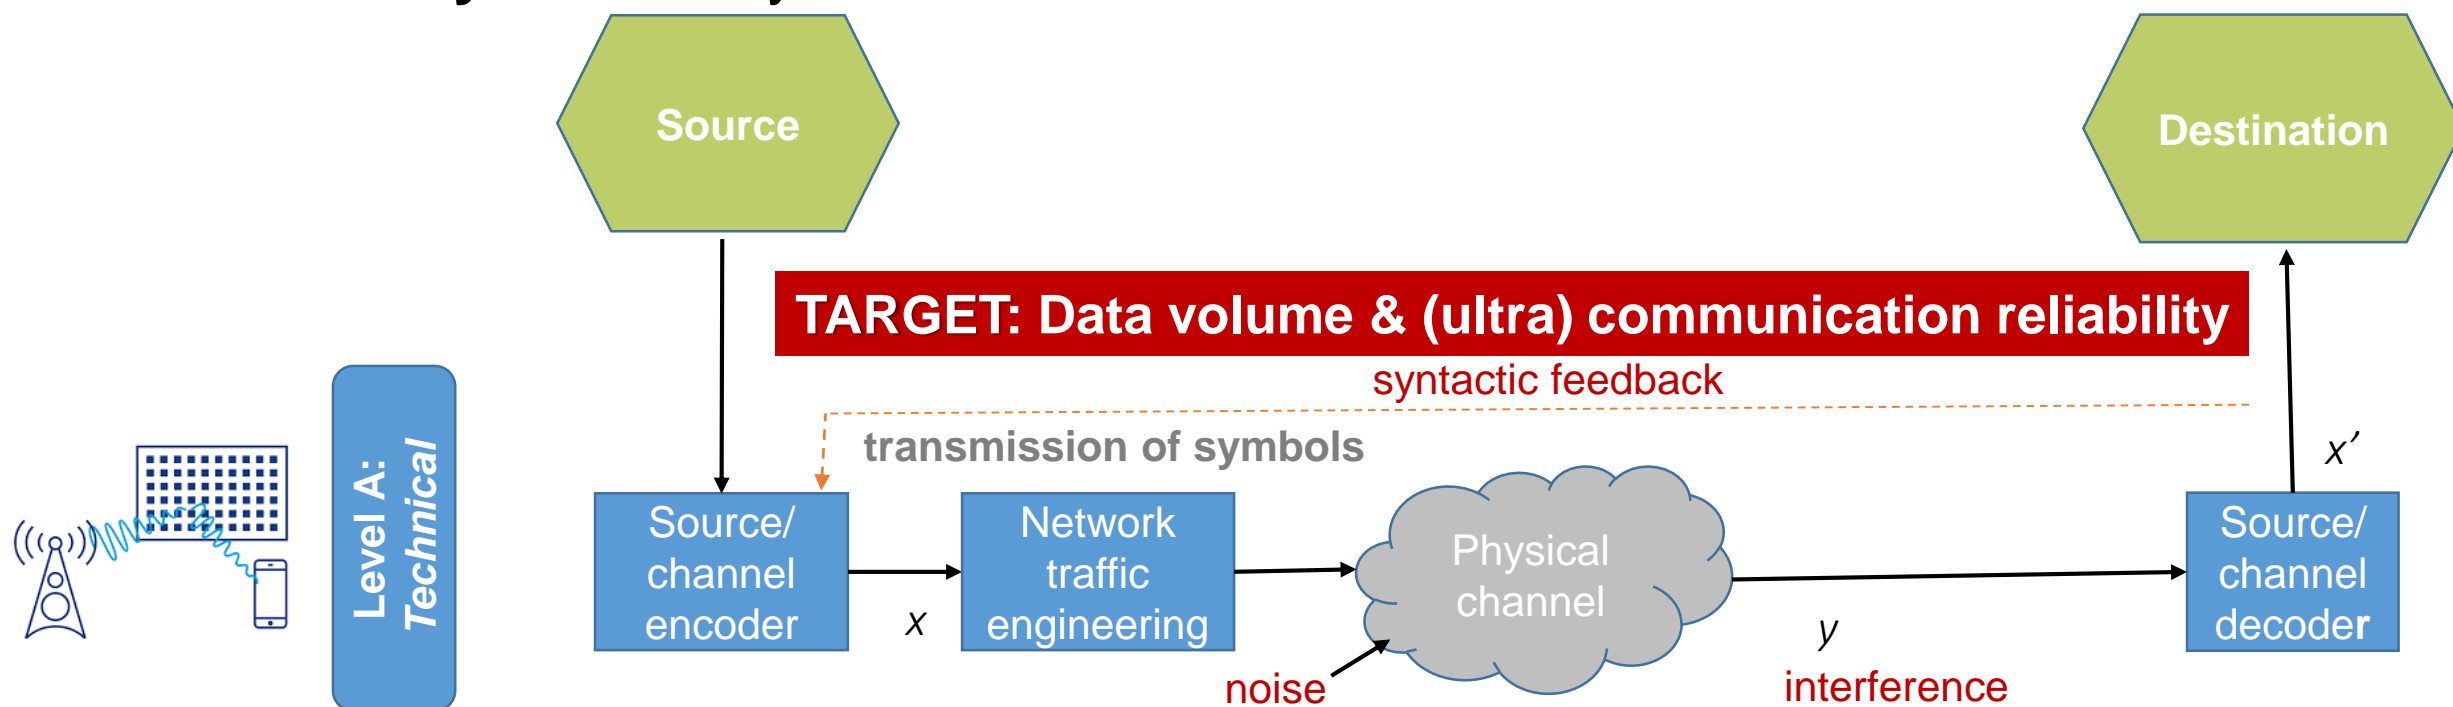 Source
Destination
TARGET: Data volume & (ultra) communication reliability
syntactic feedback
transmission of symbols
Level A:
Technical
Source/
channel
encoder
x
Network
traffic
engineering
Physical
channel
noise
y
interference
x’
Source/
channel
decoder